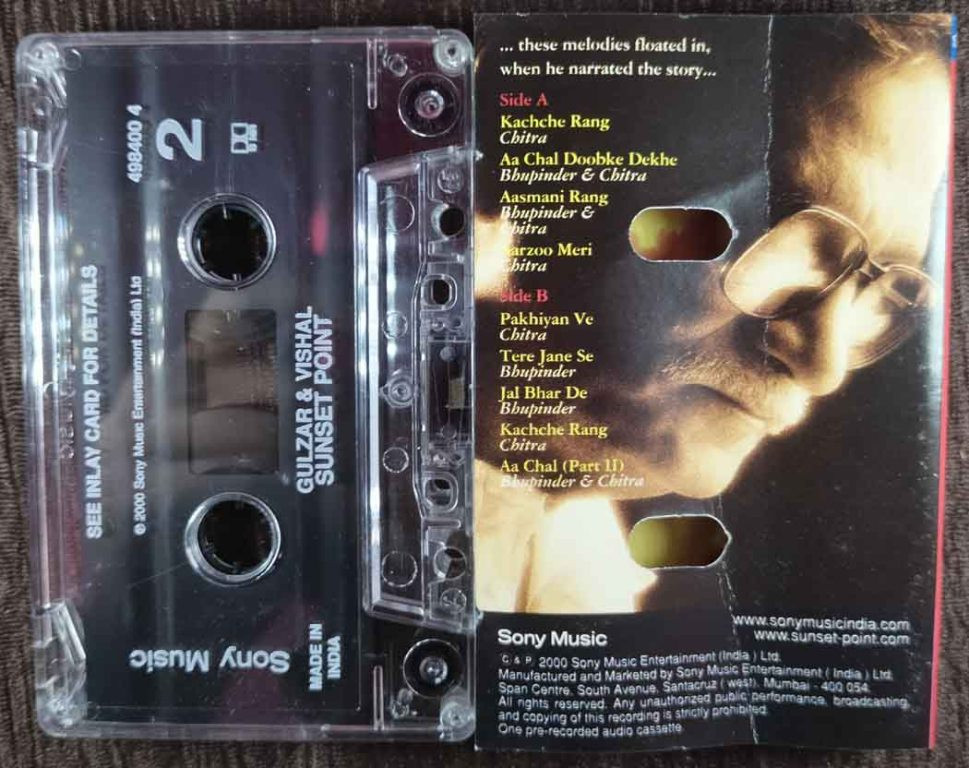 498400 4
2
SEE INLAY CARD FOR DETAILS
℗ 2000 Sony Music Entertainment (India) Ltd
GULZAR & VISHAL
SUNSET POINT
Sony Music
MADE IN
INDIA
... these melodies floated in,
when he narrated the story...
Side A
Kachche Rang
Chitra
Aa Chal Doobke Dekhe
Bhupinder & Chitra
Aasmani Rang
Bhupinder &
Chitra
Aarzoo Meri
Chitra
Side B
Pakhiyan Ve
Chitra
Tere Jane Se
Bhupinder
Jal Bhar De
Bhupinder
Kachche Rang
Chitra
Aa Chal (Part II)
Bhupinder & Chitra
www.sonymusicindia.com
www.sunset-point.com
Sony Music
C. & P. 2000 Sony Music Entertainment (India ) Ltd.
Manufactured and Marketed by Sony Music Entertainment ( India ) Ltd.
Span Centre, South Avenue, Santacruz ( west), Mumbai - 400 054.
All rights reserved. Any unauthorized public performance, broadcasting,
and copying of this recording is strictly prohibited.
One pre-recorded audio cassette.